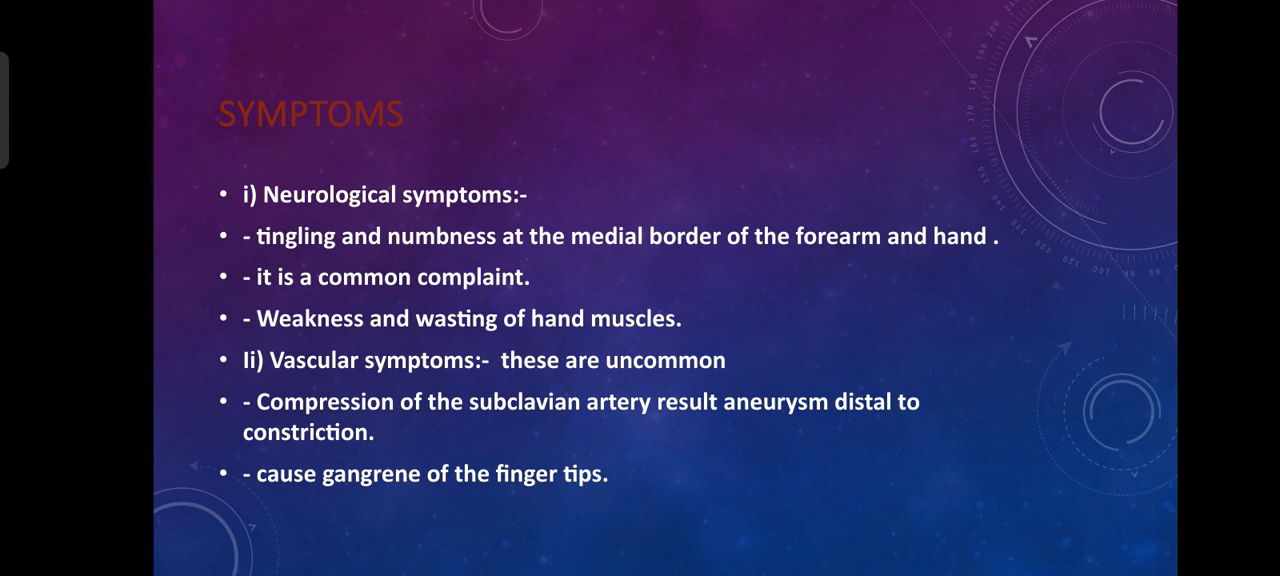 SYMPTOMS
• i) Neurological symptoms:-
• - tingling and numbness at the medial border of the forearm and hand .
• - it is a common complaint.
• - Weakness and wasting of hand muscles.
• Ii) Vascular symptoms:-  these are uncommon
• - Compression of the subclavian artery result aneurysm distal to
constriction.
• - cause gangrene of the finger tips.